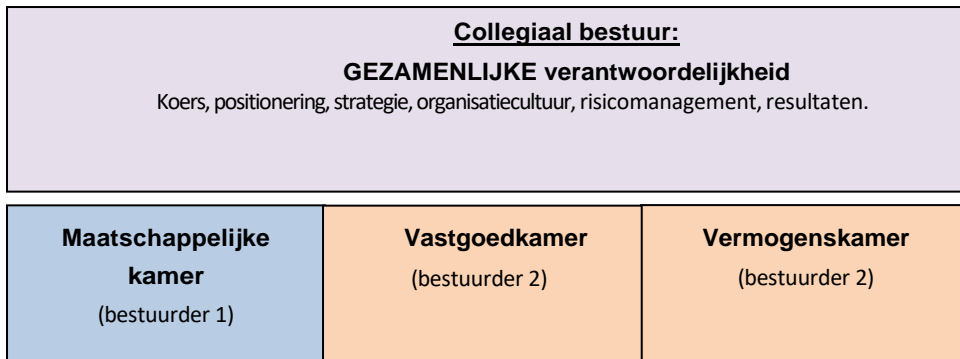 Collegiaal bestuur:
GEZAMENLIJKE verantwoordelijkheid
Koers, positionering, strategie, organisatiecultuur, risicomanagement, resultaten.
Maatschappelijke
kamer
(bestuurder 1)
Vastgoedkamer
(bestuurder 2)
Vermogenskamer
(bestuurder 2)